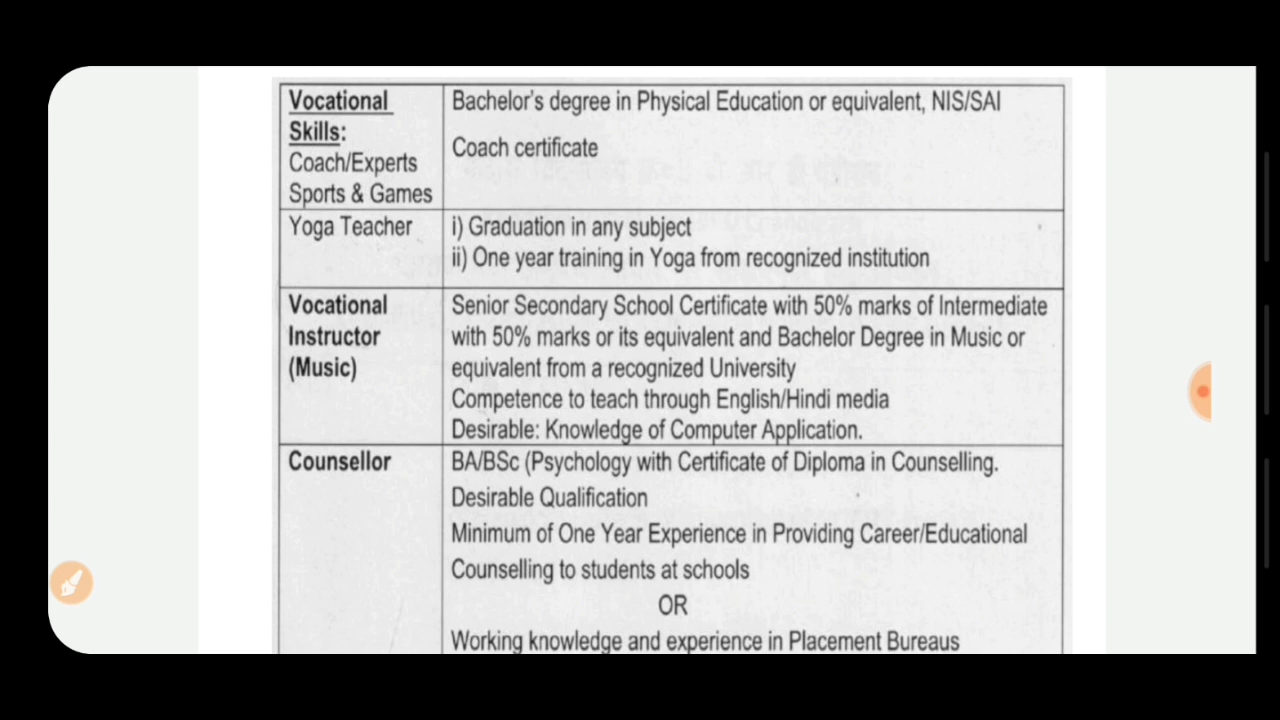 Vocational
Skills:
Coach/Experts
Sports & Games
Bachelor's degree in Physical Education or equivalent, NIS/SAI
Coach certificate
Yoga Teacher
i) Graduation in any subject
ii) One year training in Yoga from recognized institution
Vocational
Instructor
(Music)
Senior Secondary School Certificate with 50% marks of Intermediate
with 50% marks or its equivalent and Bachelor Degree in Music or
equivalent from a recognized University
Competence to teach through English/Hindi media
Desirable: Knowledge of Computer Application.
Counsellor
BA/BSc (Psychology with Certificate of Diploma in Counselling.
Desirable Qualification
Minimum of One Year Experience in Providing Career/Educational
Counselling to students at schools
OR
Working knowledge and experience in Placement Bureaus